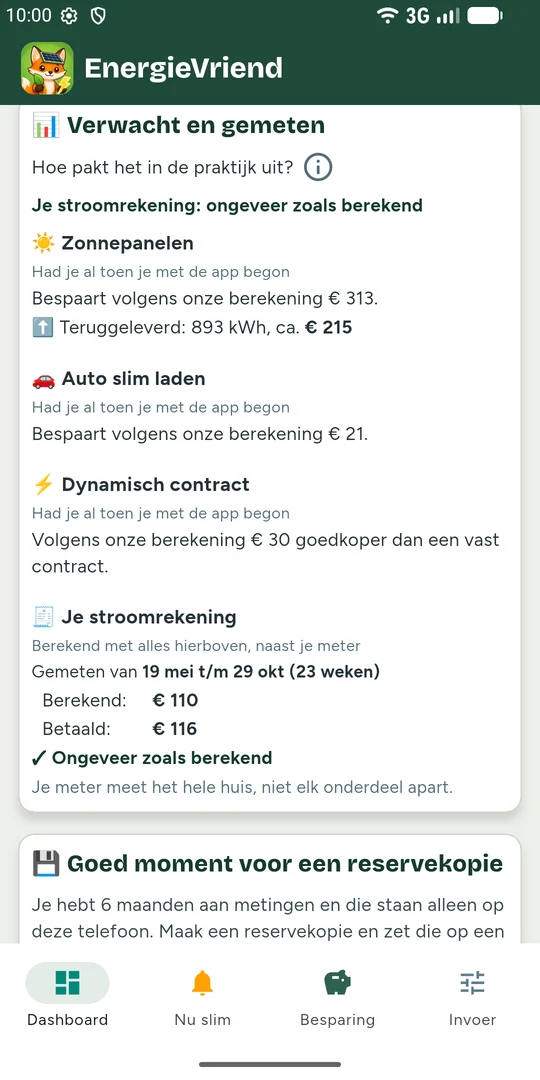 10:00
3G
EnergieVriend
📊 Verwacht en gemeten
Hoe pakt het in de praktijk uit?
Je stroomrekening: ongeveer zoals berekend
☀️ Zonnepanelen
Had je al toen je met de app begon
Bespaart volgens onze berekening € 313.
⬆️ Teruggeleverd: 893 kWh, ca. € 215
🚗 Auto slim laden
Had je al toen je met de app begon
Bespaart volgens onze berekening € 21.
⚡ Dynamisch contract
Had je al toen je met de app begon
Volgens onze berekening € 30 goedkoper dan een vast
contract.
🧾 Je stroomrekening
Berekend met alles hierboven, naast je meter
Gemeten van 19 mei t/m 29 okt (23 weken)
Berekend: € 110
Betaald: € 116
✓ Ongeveer zoals berekend
Je meter meet het hele huis, niet elk onderdeel apart.
💾 Goed moment voor een reservekopie
Je hebt 6 maanden aan metingen en die staan alleen op
deze telefoon. Maak een reservekopie en zet die op een
Dashboard
Nu slim
Besparing
Invoer